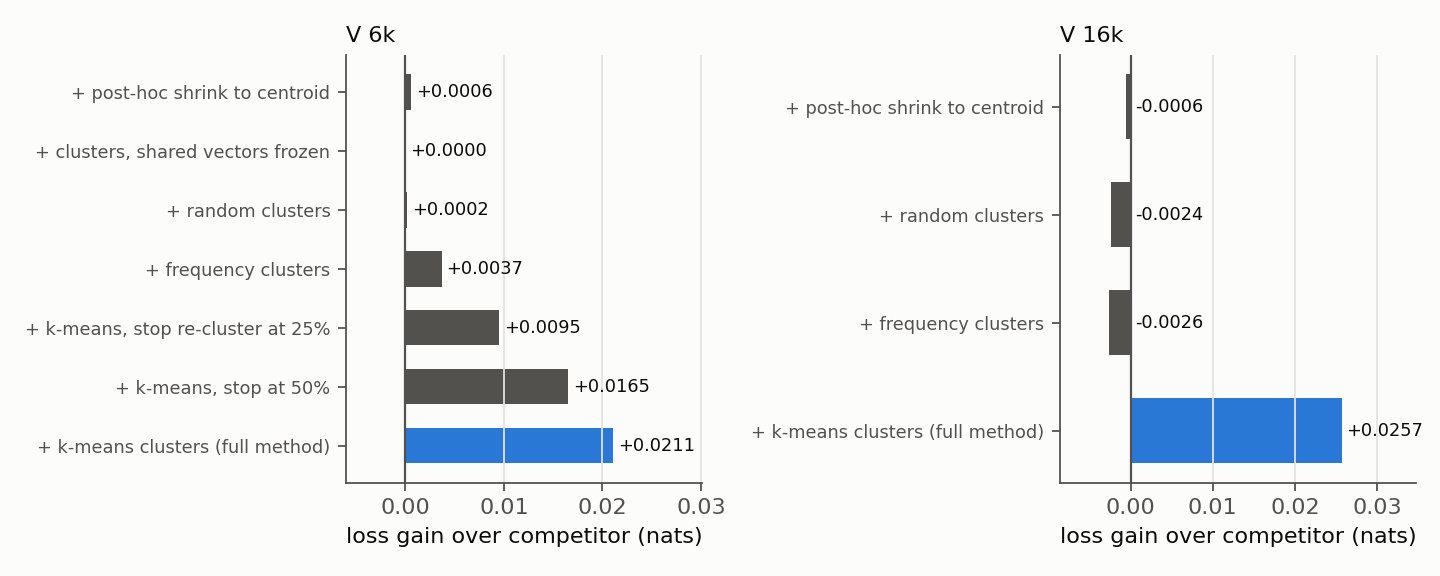 V 6k
+ post-hoc shrink to centroid
+0.0006
+ clusters, shared vectors frozen
+0.0000
+ random clusters
+0.0002
+ frequency clusters
+0.0037
+ k-means, stop re-cluster at 25%
+0.0095
+ k-means, stop at 50%
+0.0165
+ k-means clusters (full method)
+0.0211
0.00 0.01 0.02 0.03
loss gain over competitor (nats)
V 16k
+ post-hoc shrink to centroid
-0.0006
+ random clusters
-0.0024
+ frequency clusters
-0.0026
+ k-means clusters (full method)
+0.0257
0.00 0.01 0.02 0.03
loss gain over competitor (nats)